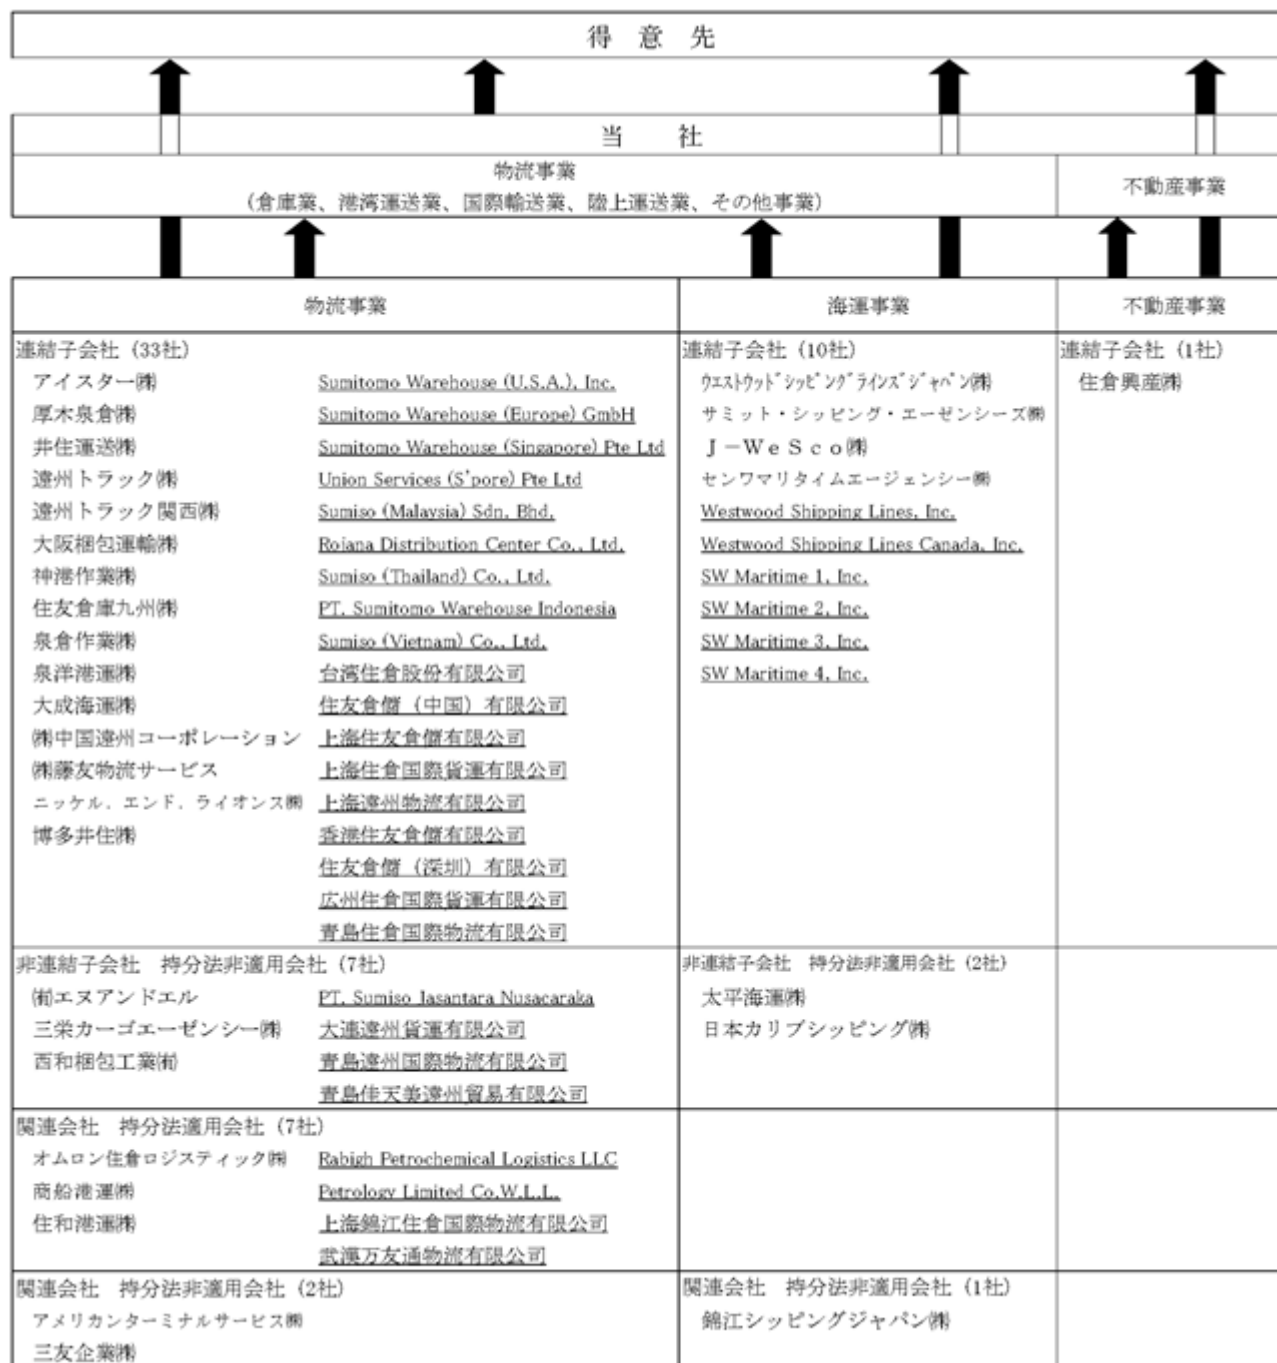 得 意 先
当 社
物流事業
(倉庫業、港湾運送業、国際輸送業、陸上運送業、その他事業)
不動産事業
物流事業
海運事業
不動産事業
連結子会社 (33社)
アイスター㈱
厚木泉倉㈱
井住運送㈱
遠州トラック㈱
遠州トラック関西㈱
大阪梱包運輸㈱
神港作業㈱
住友倉庫九州㈱
泉倉作業㈱
泉洋港運㈱
大成海運㈱
㈱中国遠州コーポレーション
㈱藤友物流サービス
ニッケル．エンド．ライオンス㈱
博多井住㈱
Sumitomo Warehouse (U.S.A.), Inc.
Sumitomo Warehouse (Europe) GmbH
Sumitomo Warehouse (Singapore) Pte Ltd
Union Services (S'pore) Pte Ltd
Sumiso (Malaysia) Sdn. Bhd.
Rojana Distribution Center Co., Ltd.
Sumiso (Thailand) Co., Ltd.
PT. Sumitomo Warehouse Indonesia
Sumiso (Vietnam) Co., Ltd.
台湾住倉股份有限公司
住友倉儲（中国）有限公司
上海住友倉儲有限公司
上海住倉国際貨運有限公司
上海遠州物流有限公司
香港住友倉儲有限公司
住友倉儲（深圳）有限公司
広州住倉国際貨運有限公司
青島住倉国際物流有限公司
連結子会社 (10社)
ｳｴｽﾄｳｯﾄﾞｼｯﾋﾟﾝｸﾞﾗｲﾝｽﾞｼﾞｬﾊﾟﾝ㈱
サミット・シッピング・エーゼンシーズ㈱
Ｊ－ＷｅＳｃｏ㈱
センワマリタイムエージェンシー㈱
Westwood Shipping Lines, Inc.
Westwood Shipping Lines Canada, Inc.
SW Maritime 1, Inc.
SW Maritime 2, Inc.
SW Maritime 3, Inc.
SW Maritime 4, Inc.
連結子会社 (1社)
住倉興産㈱
非連結子会社 持分法非適用会社 (7社)
㈲エヌアンドエル
三栄カーゴエーゼンシー㈱
西和梱包工業㈲
PT. Sumiso Jasantara Nusacaraka
大連遠州貨運有限公司
青島遠州国際物流有限公司
青島佳天美遠州貿易有限公司
非連結子会社 持分法非適用会社 (2社)
太平海運㈱
日本カリブシッピング㈱
関連会社 持分法適用会社 (7社)
オムロン住倉ロジスティック㈱
商船港運㈱
住和港運㈱
Rabigh Petrochemical Logistics LLC
Petrology Limited Co.W.L.L.
上海錦江住倉国際物流有限公司
武漢万友通物流有限公司
関連会社 持分法非適用会社 (2社)
アメリカンターミナルサービス㈱
三友企業㈱
関連会社 持分法非適用会社 (1社)
錦江シッピングジャパン㈱